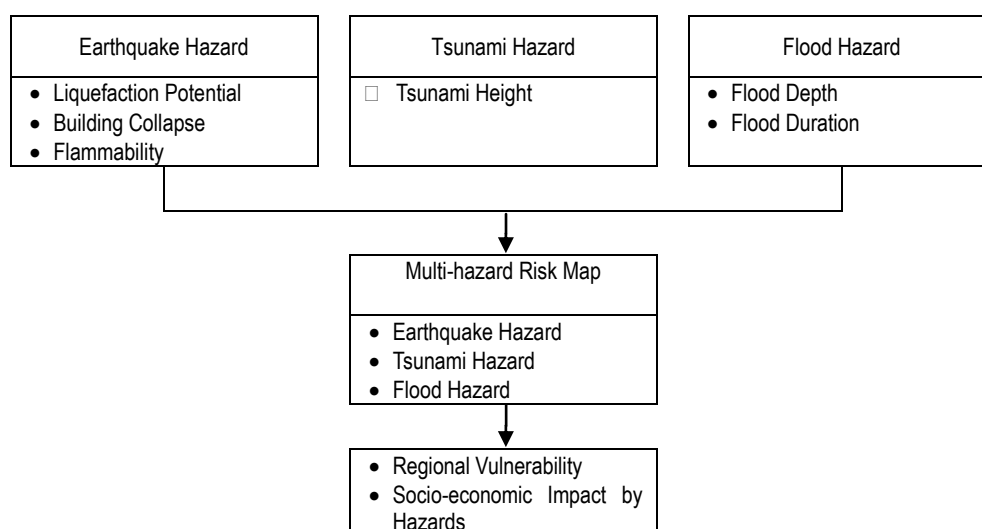 Earthquake Hazard
• Liquefaction Potential
• Building Collapse
• Flammability
Tsunami Hazard
□ Tsunami Height
Flood Hazard
• Flood Depth
• Flood Duration
Multi-hazard Risk Map
• Earthquake Hazard
• Tsunami Hazard
• Flood Hazard
• Regional Vulnerability
• Socio-economic Impact by
Hazards